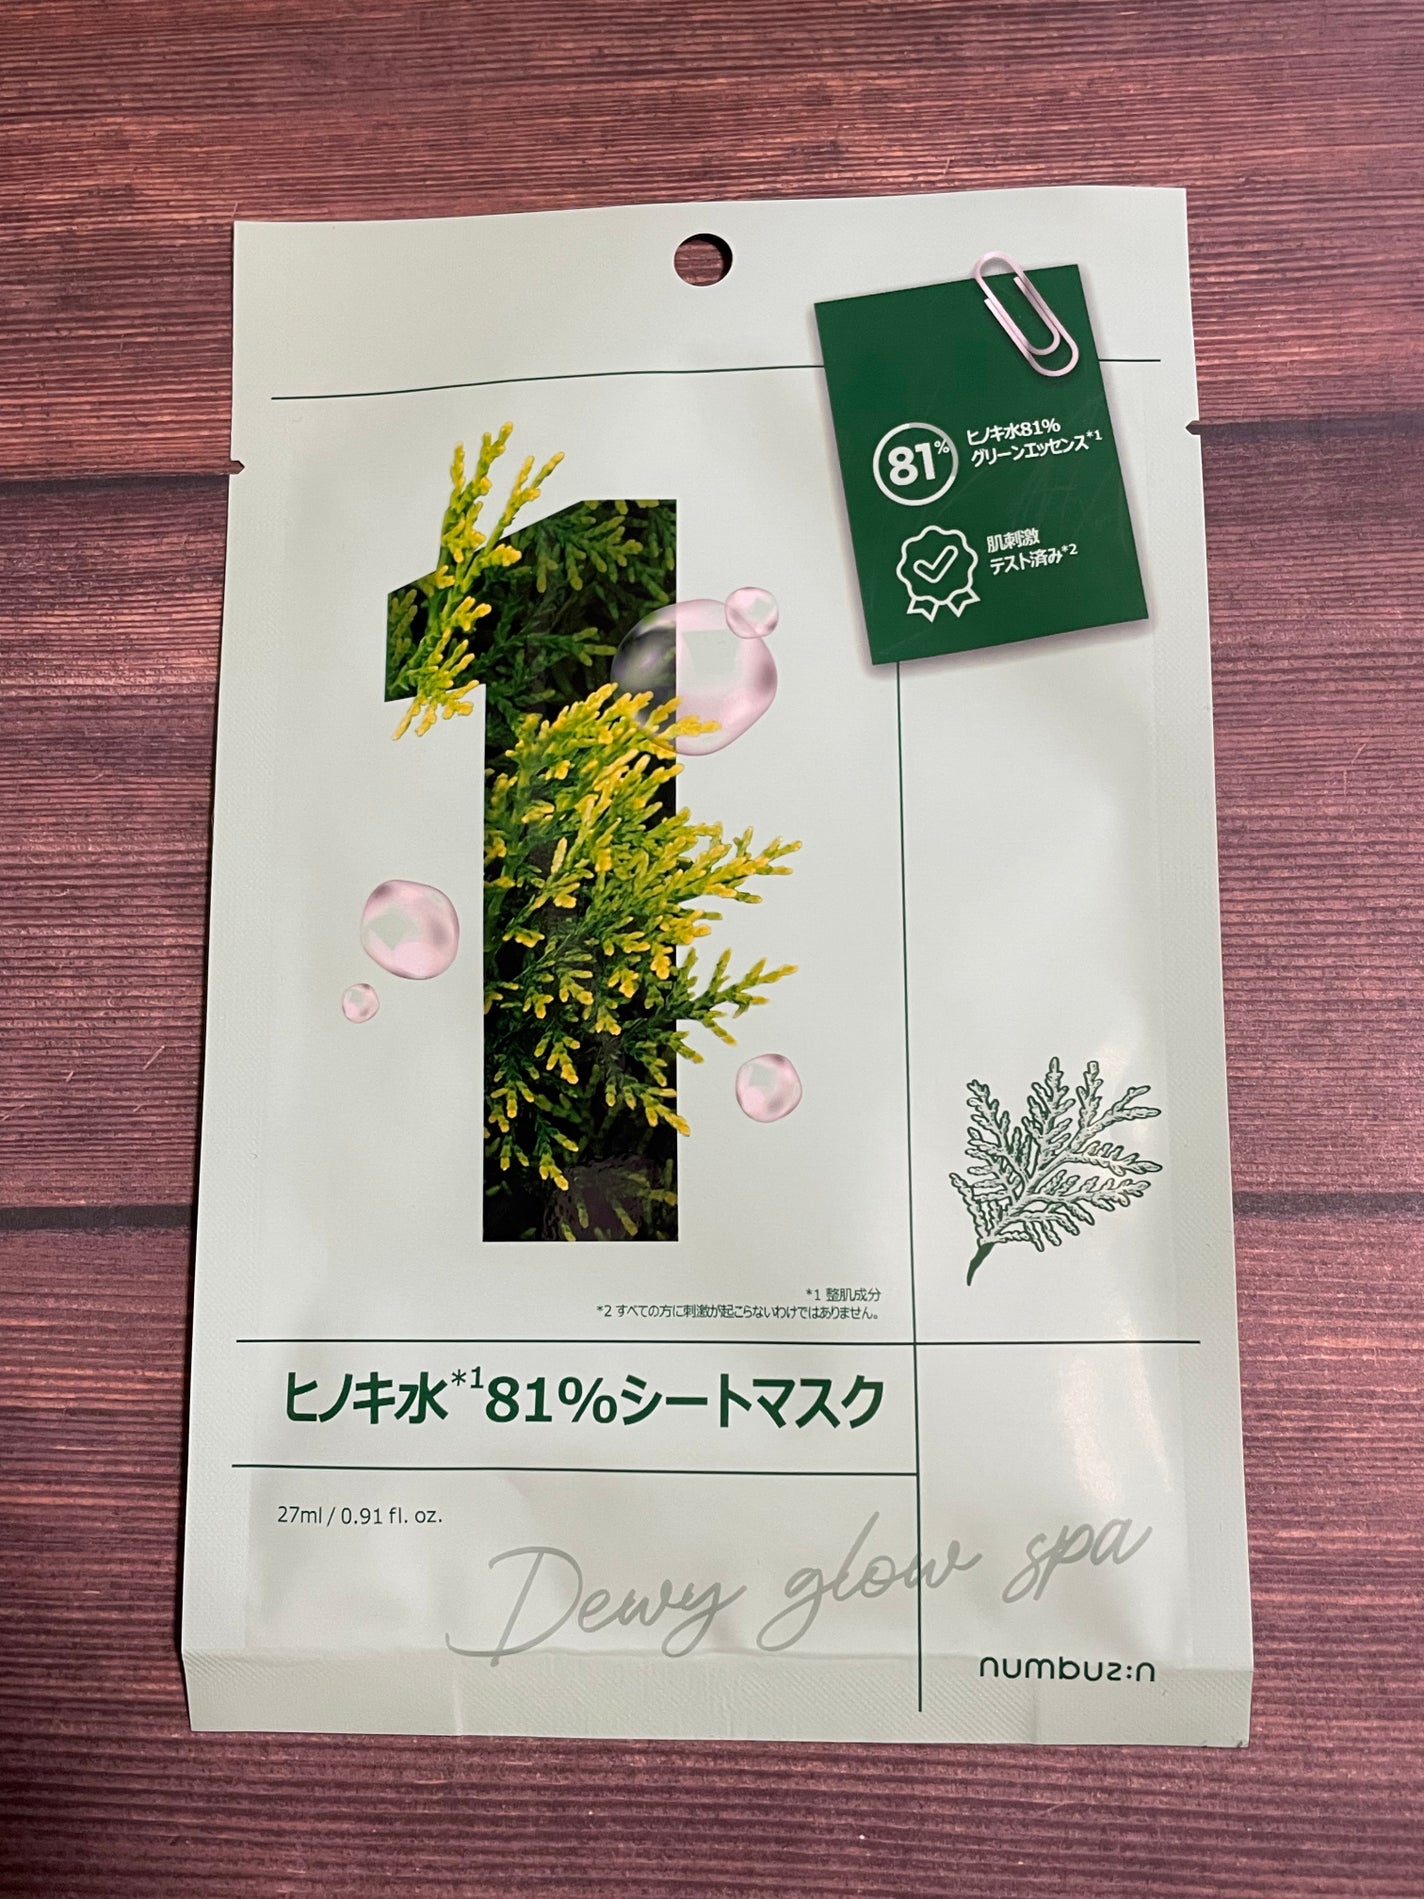 81%
ヒノキ水81%
グリーンエッセンス*1
肌刺激
テスト済み*2
1
*1 整肌成分
*2 すべての方に刺激が起こらないわけではありません。
ヒノキ水*1 81%シートマスク
27ml / 0.91 fl. oz.
Dewy glow spa
numbuz:n